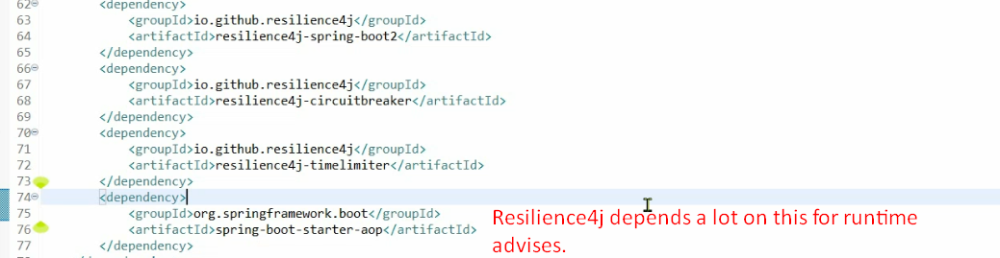 62 <dependency>
63 <groupId>io.github.resilience4j</groupId>
64 <artifactId>resilience4j-spring-boot2</artifactId>
65 </dependency>
66 <dependency>
67 <groupId>io.github.resilience4j</groupId>
68 <artifactId>resilience4j-circuitbreaker</artifactId>
69 </dependency>
70 <dependency>
71 <groupId>io.github.resilience4j</groupId>
72 <artifactId>resilience4j-timelimiter</artifactId>
73 </dependency>
74 <dependency>
75 <groupId>org.springframework.boot</groupId>
76 <artifactId>spring-boot-starter-aop</artifactId>
77 </dependency>
Resilience4j depends a lot on this for runtime
advises.